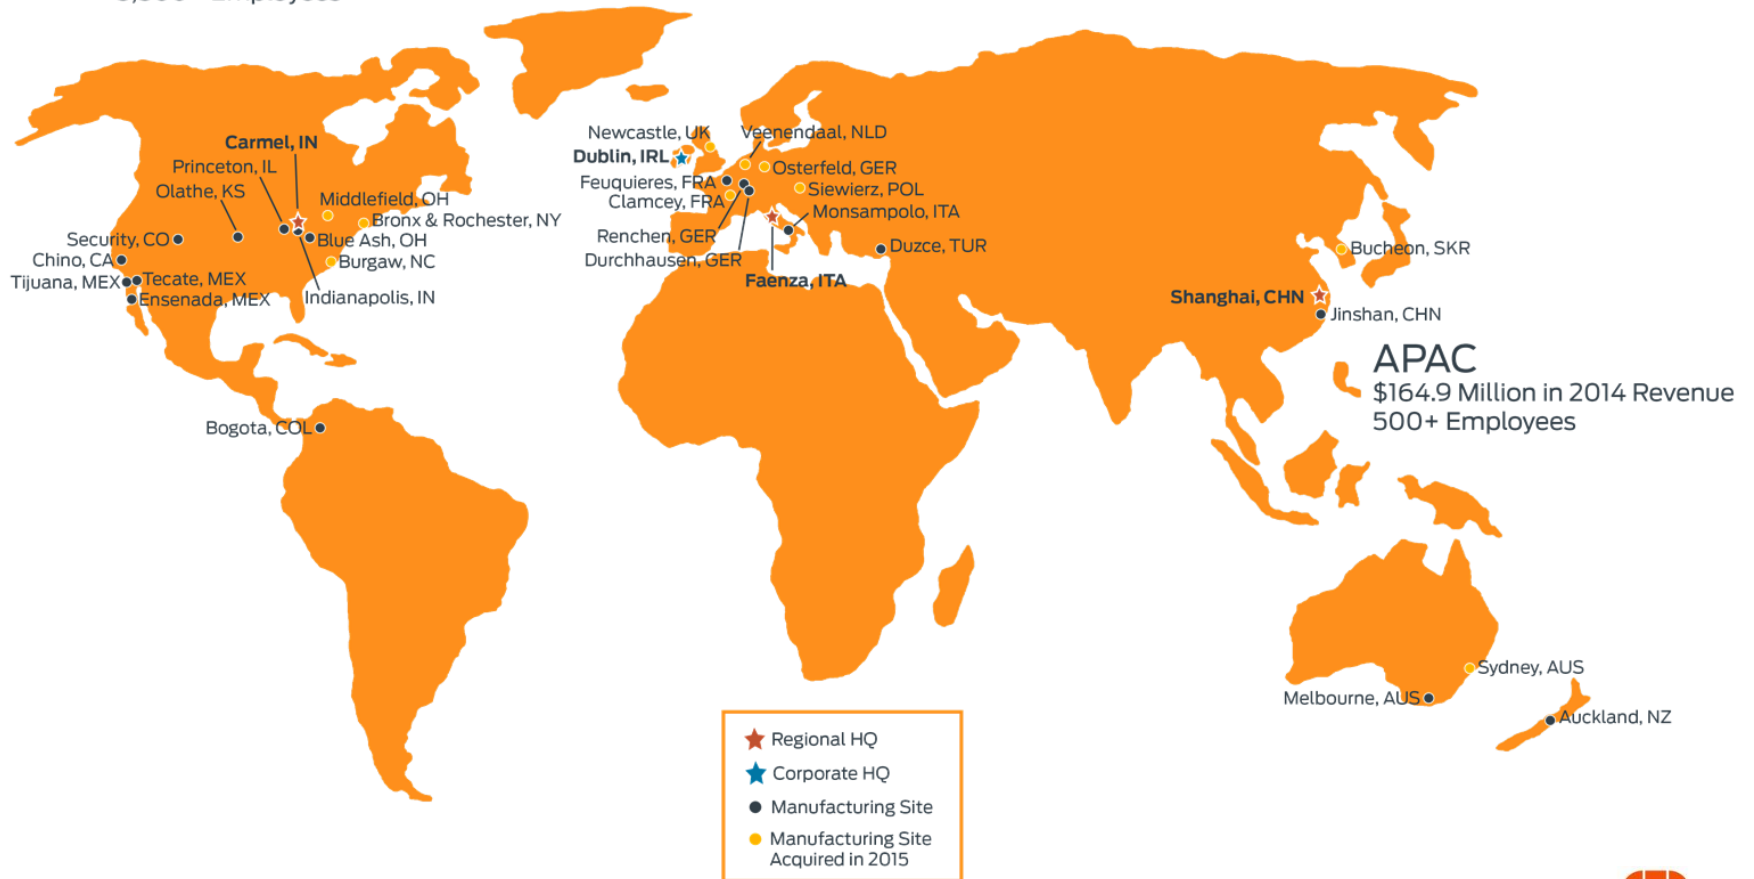 Carmel, IN
Princeton, IL
Olathe, KS
Middlefield, OH
Bronx & Rochester, NY
Security, CO
Blue Ash, OH
Chino, CA
Burgaw, NC
Tijuana, MEX
Tecate, MEX
Ensenada, MEX
Indianapolis, IN
Bogota, COL
Newcastle, UK
Veenendaal, NLD
Dublin, IRL
Osterfeld, GER
Feuquieres, FRA
Siewierz, POL
Clamcey, FRA
Monsampolo, ITA
Renchen, GER
Duzce, TUR
Durchhausen, GER
Faenza, ITA
Bucheon, SKR
Shanghai, CHN
Jinshan, CHN
APAC
$164.9 Million in 2014 Revenue
500+ Employees
Sydney, AUS
Melbourne, AUS
Auckland, NZ
Regional HQ
Corporate HQ
Manufacturing Site
Manufacturing Site
Acquired in 2015